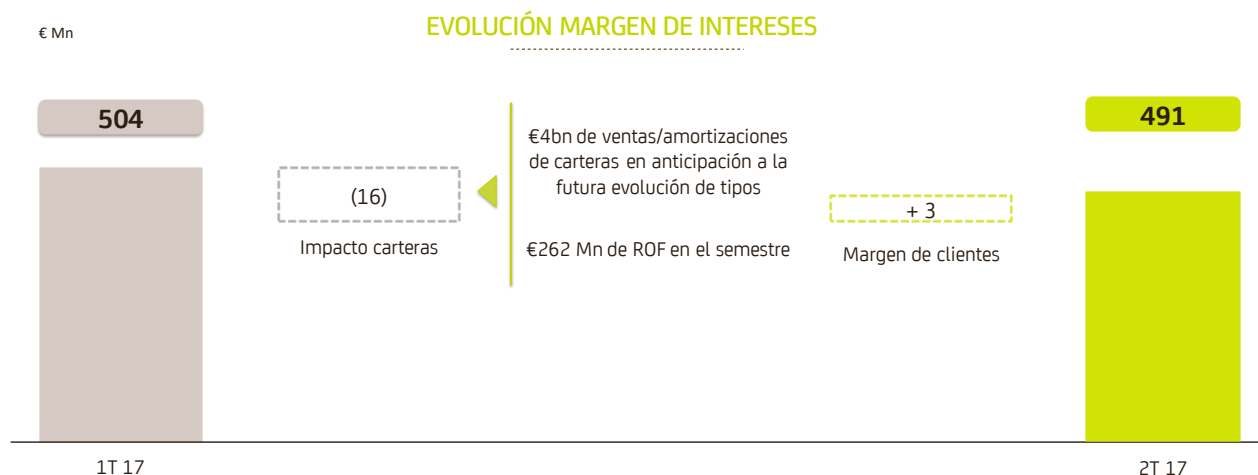 € Mn
EVOLUCIÓN MARGEN DE INTERESES
504
(16)
Impacto carteras
€4bn de ventas/amortizaciones
de carteras en anticipación a la
futura evolución de tipos
€262 Mn de ROF en el semestre
+ 3
Margen de clientes
491
1T 17
2T 17